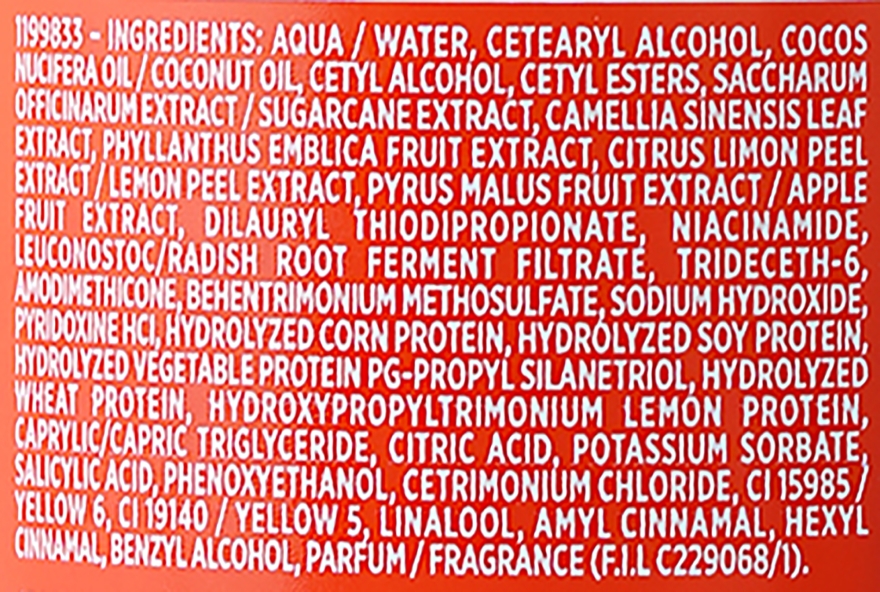 1199833 - INGREDIENTS: AQUA / WATER, CETEARYL ALCOHOL, COCOS
NUCIFERA OIL / COCONUT OIL, CETYL ALCOHOL, CETYL ESTERS, SACCHARUM
OFFICINARUM EXTRACT / SUGARCANE EXTRACT, CAMELLIA SINENSIS LEAF
EXTRACT, PHYLLANTHUS EMBLICA FRUIT EXTRACT, CITRUS LIMON PEEL
EXTRACT / LEMON PEEL EXTRACT, PYRUS MALUS FRUIT EXTRACT / APPLE
FRUIT EXTRACT, DILAURYL THIODIPROPIONATE, NIACINAMIDE,
LEUCONOSTOC/RADISH ROOT FERMENT FILTRATE, TRIDECETH-6,
AMODIMETHICONE, BEHENTRIMONIUM METHOSULFATE, SODIUM HYDROXIDE,
PYRIDOXINE HCl, HYDROLYZED CORN PROTEIN, HYDROLYZED SOY PROTEIN,
HYDROLYZED VEGETABLE PROTEIN PG-PROPYL SILANETRIOL, HYDROLYZED
WHEAT PROTEIN, HYDROXYPROPYLTRIMONIUM LEMON PROTEIN,
CAPRYLIC/CAPRIC TRIGLYCERIDE, CITRIC ACID, POTASSIUM SORBATE,
SALICYLIC ACID, PHENOXYETHANOL, CETRIMONIUM CHLORIDE, CI 15985 /
YELLOW 6, CI 19140 / YELLOW 5, LINALOOL, AMYL CINNAMAL, HEXYL
CINNAMAL, BENZYL ALCOHOL, PARFUM / FRAGRANCE (F.I.L C229068/1).